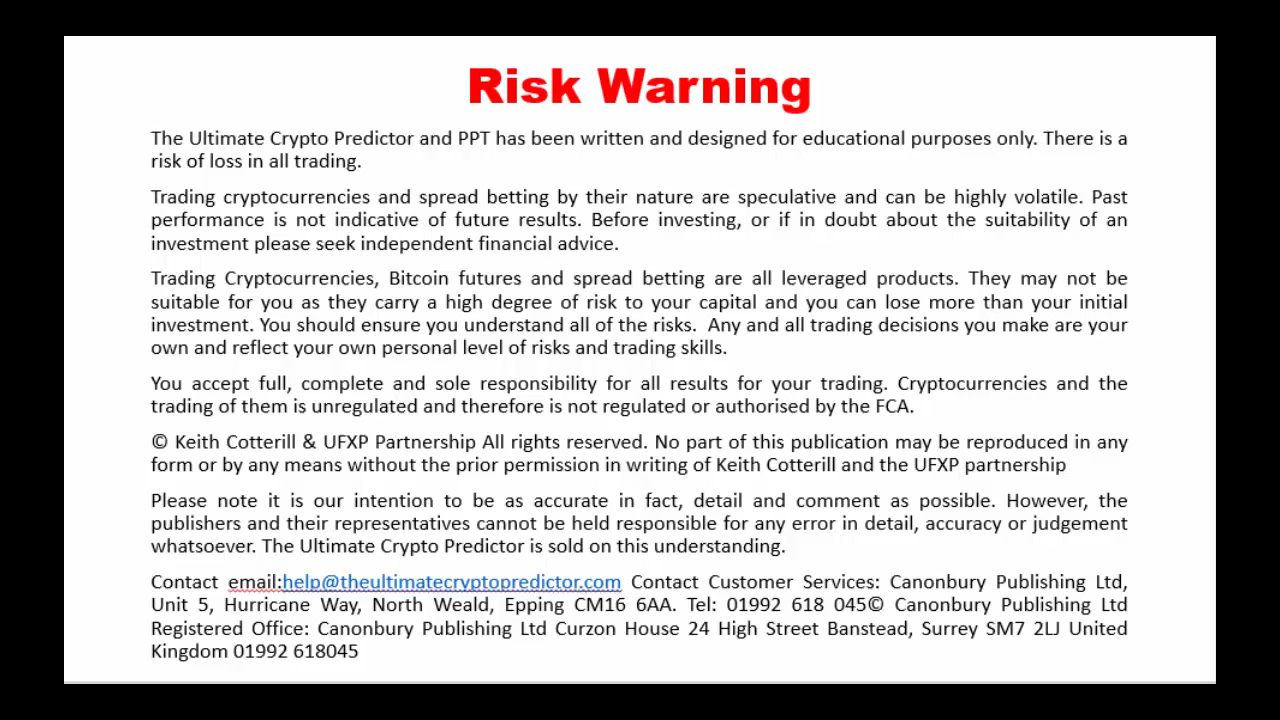 Risk Warning
The Ultimate Crypto Predictor and PPT has been written and designed for educational purposes only. There is a
risk of loss in all trading.
Trading cryptocurrencies and spread betting by their nature are speculative and can be highly volatile. Past
performance is not indicative of future results. Before investing, or if in doubt about the suitability of an
investment please seek independent financial advice.
Trading Cryptocurrencies, Bitcoin futures and spread betting are all leveraged products. They may not be
suitable for you as they carry a high degree of risk to your capital and you can lose more than your initial
investment. You should ensure you understand all of the risks.  Any and all trading decisions you make are your
own and reflect your own personal level of risks and trading skills.
You accept full, complete and sole responsibility for all results for your trading. Cryptocurrencies and the
trading of them is unregulated and therefore is not regulated or authorised by the FCA.
© Keith Cotterill & UFXP Partnership All rights reserved. No part of this publication may be reproduced in any
form or by any means without the prior permission in writing of Keith Cotterill and the UFXP partnership
Please note it is our intention to be as accurate in fact, detail and comment as possible. However, the
publishers and their representatives cannot be held responsible for any error in detail, accuracy or judgement
whatsoever. The Ultimate Crypto Predictor is sold on this understanding.
Contact email:help@theultimatecryptopredictor.com Contact Customer Services: Canonbury Publishing Ltd,
Unit 5, Hurricane Way, North Weald, Epping CM16 6AA. Tel: 01992 618 045© Canonbury Publishing Ltd
Registered Office: Canonbury Publishing Ltd Curzon House 24 High Street Banstead, Surrey SM7 2LJ United
Kingdom 01992 618045